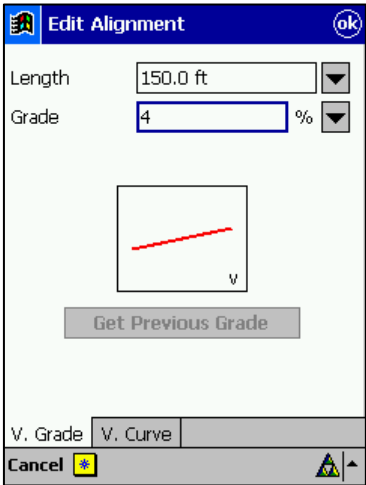 Edit Alignment ok
Length 150.0 ft
Grade 4 %
V
Get Previous Grade
V. Grade V. Curve
Cancel